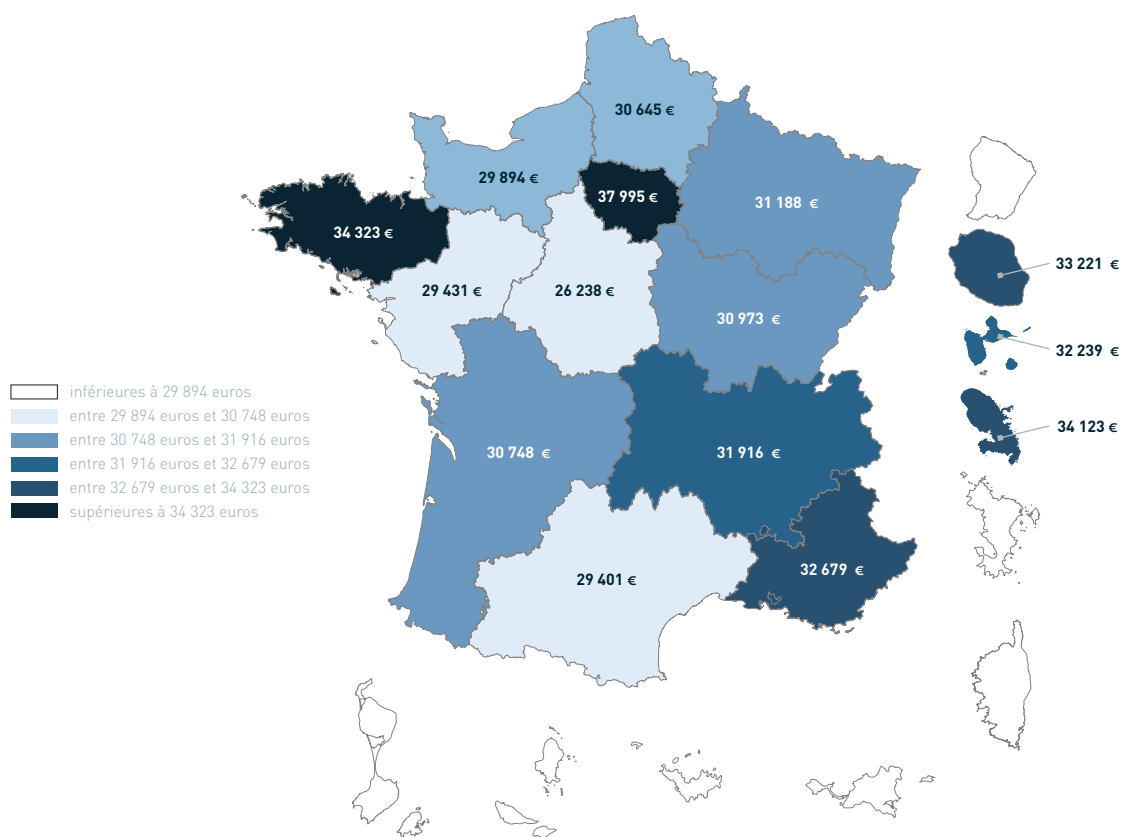 30 645 €
29 894 €
37 995 €
31 188 €
34 323 €
29 431 €
26 238 €
30 973 €
33 221 €
32 239 €
34 123 €
inférieures à 29 894 euros
entre 29 894 euros et 30 748 euros
entre 30 748 euros et 31 916 euros
entre 31 916 euros et 32 679 euros
entre 32 679 euros et 34 323 euros
supérieures à 34 323 euros
30 748 €
31 916 €
29 401 €
32 679 €